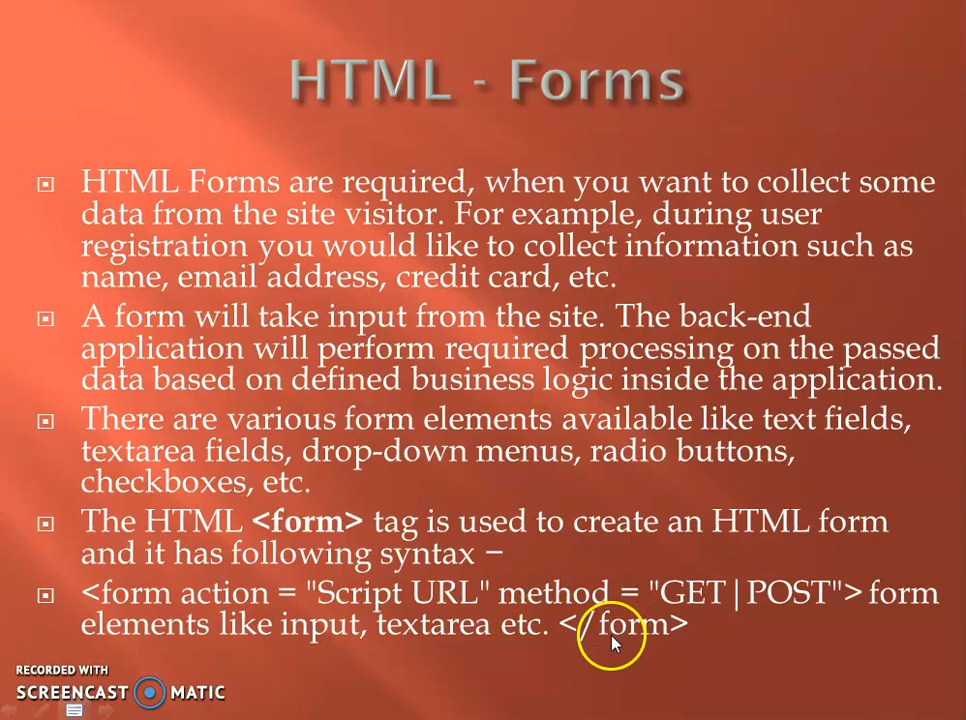 HTML - Forms
HTML Forms are required, when you want to collect some
data from the site visitor. For example, during user
registration you would like to collect information such as
name, email address, credit card, etc.
A form will take input from the site. The back-end
application will perform required processing on the passed
data based on defined business logic inside the application.
There are various form elements available like text fields,
textarea fields, drop-down menus, radio buttons,
checkboxes, etc.
The HTML <form> tag is used to create an HTML form
and it has following syntax −
<form action = "Script URL" method = "GET|POST"> form
elements like input, textarea etc. </form>
RECORDED WITH
SCREENCAST MATIC